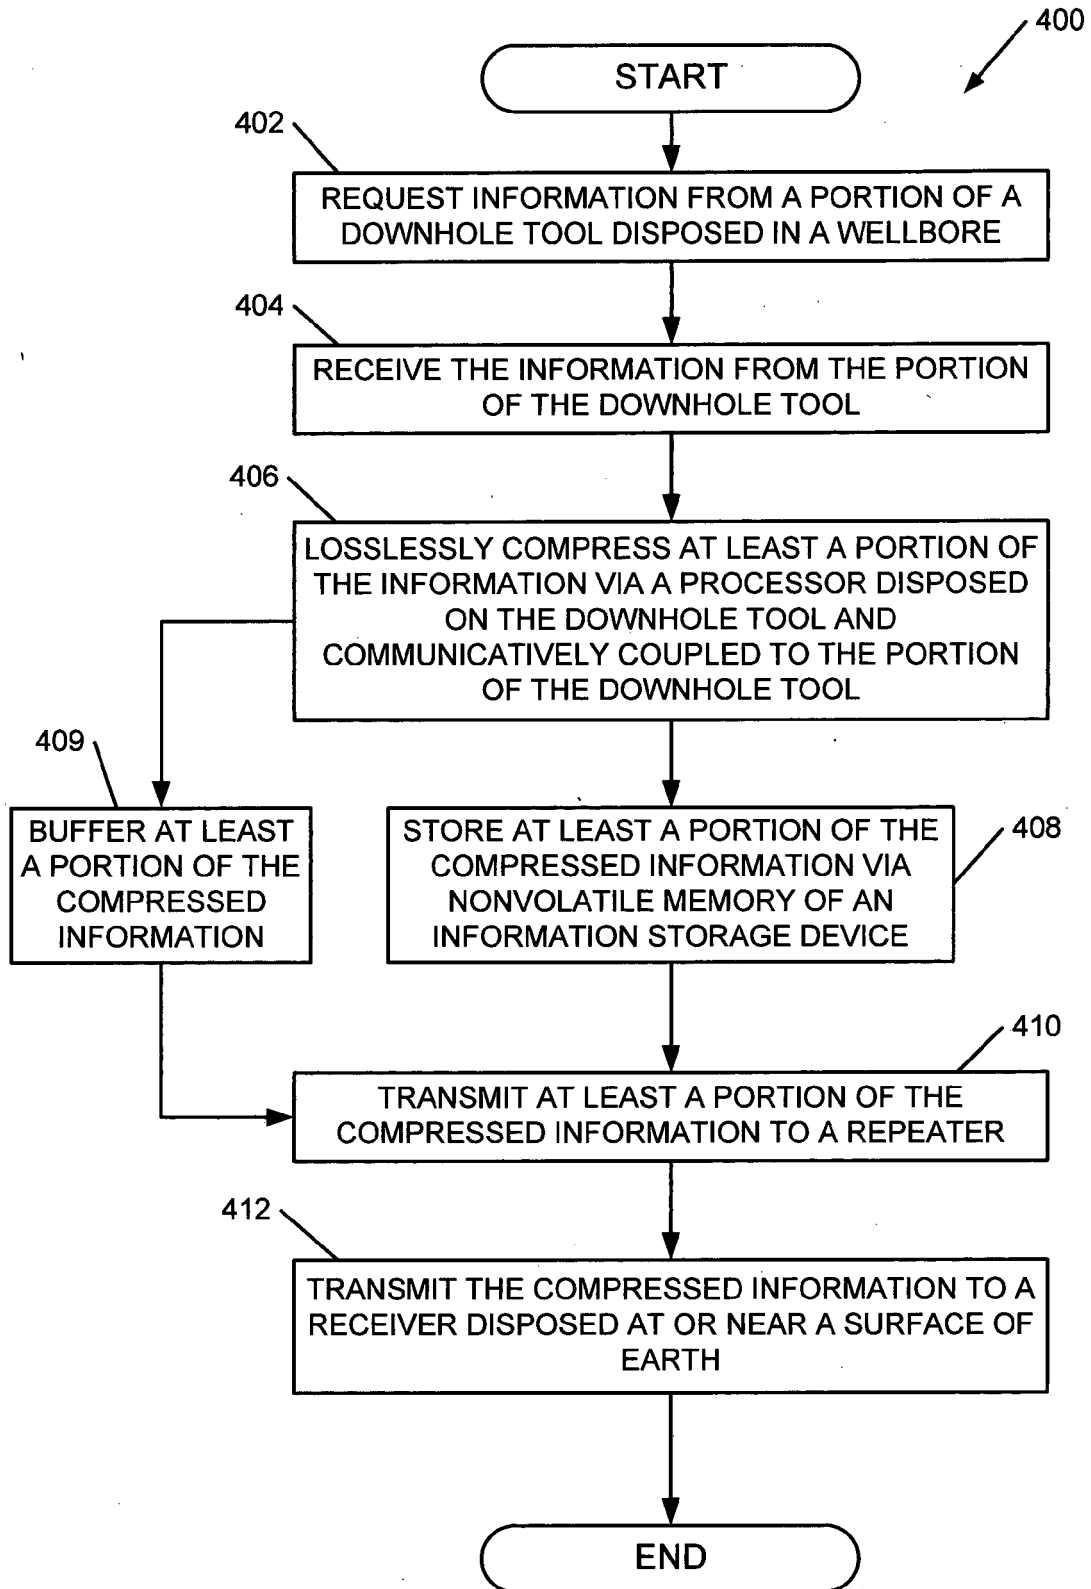 400
START
402
REQUEST INFORMATION FROM A PORTION OF A
DOWNHOLE TOOL DISPOSED IN A WELLBORE
404
RECEIVE THE INFORMATION FROM THE PORTION
OF THE DOWNHOLE TOOL
406
LOSSLESSLY COMPRESS AT LEAST A PORTION OF
THE INFORMATION VIA A PROCESSOR DISPOSED
ON THE DOWNHOLE TOOL AND
COMMUNICATIVELY COUPLED TO THE PORTION
OF THE DOWNHOLE TOOL
409
BUFFER AT LEAST
A PORTION OF THE
COMPRESSED
INFORMATION
STORE AT LEAST A PORTION OF THE
COMPRESSED INFORMATION VIA
NONVOLATILE MEMORY OF AN
INFORMATION STORAGE DEVICE
408
410
TRANSMIT AT LEAST A PORTION OF THE
COMPRESSED INFORMATION TO A REPEATER
412
TRANSMIT THE COMPRESSED INFORMATION TO A
RECEIVER DISPOSED AT OR NEAR A SURFACE OF
EARTH
END